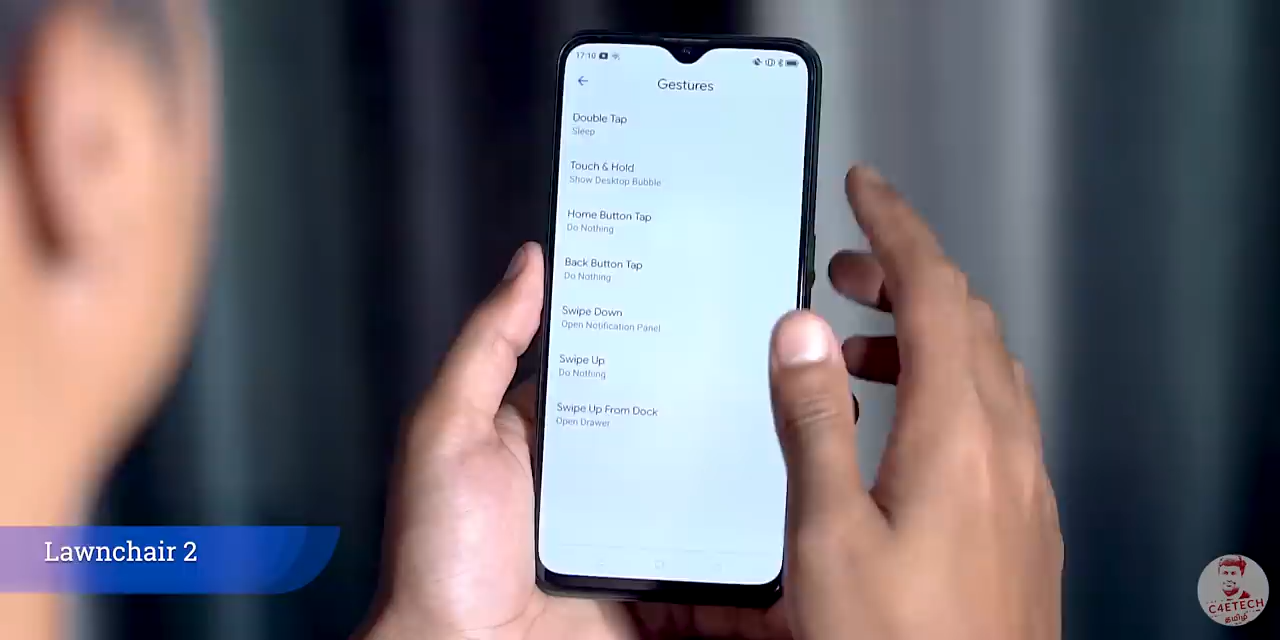 17:10
Gestures
Double Tap
Sleep
Touch & Hold
Show Desktop Bubble
Home Button Tap
Do Nothing
Back Button Tap
Do Nothing
Swipe Down
Open Notification Panel
Swipe Up
Do Nothing
Swipe Up From Dock
Open Drawer
Lawnchair 2
C4ETECH
தமிழ்